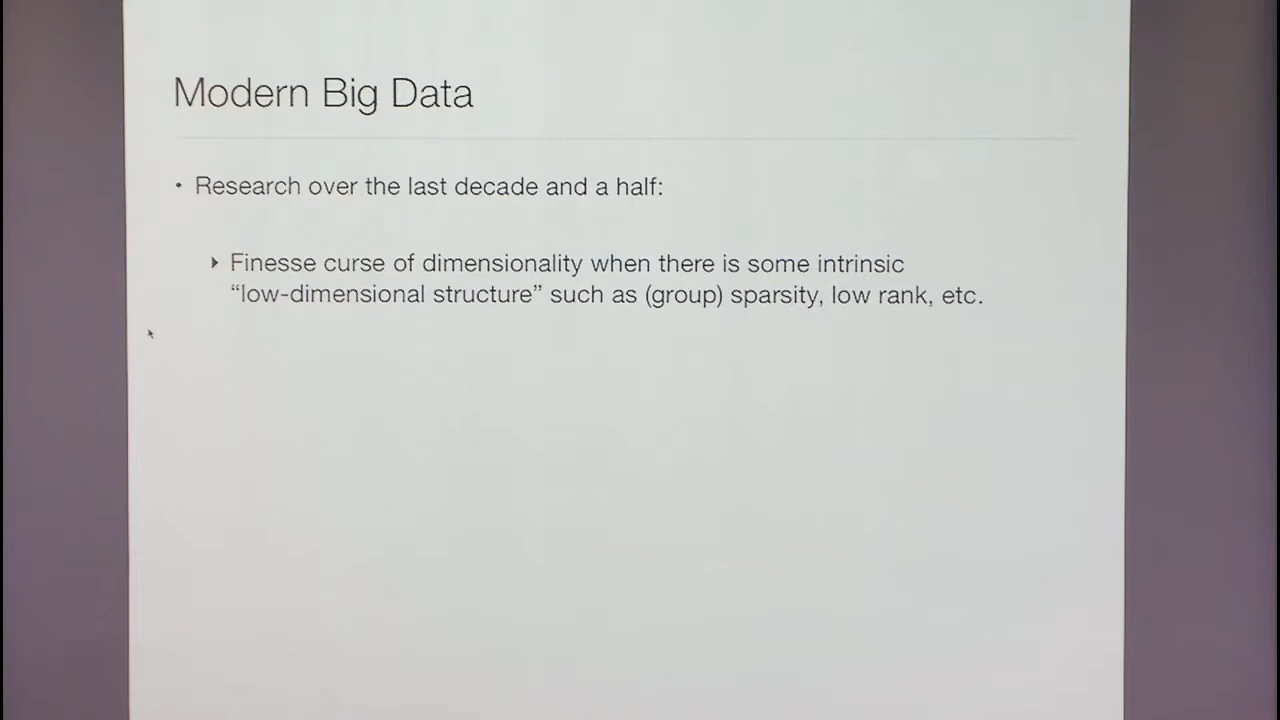 Modern Big Data
• Research over the last decade and a half:
‣ Finesse curse of dimensionality when there is some intrinsic
“low-dimensional structure” such as (group) sparsity, low rank, etc.